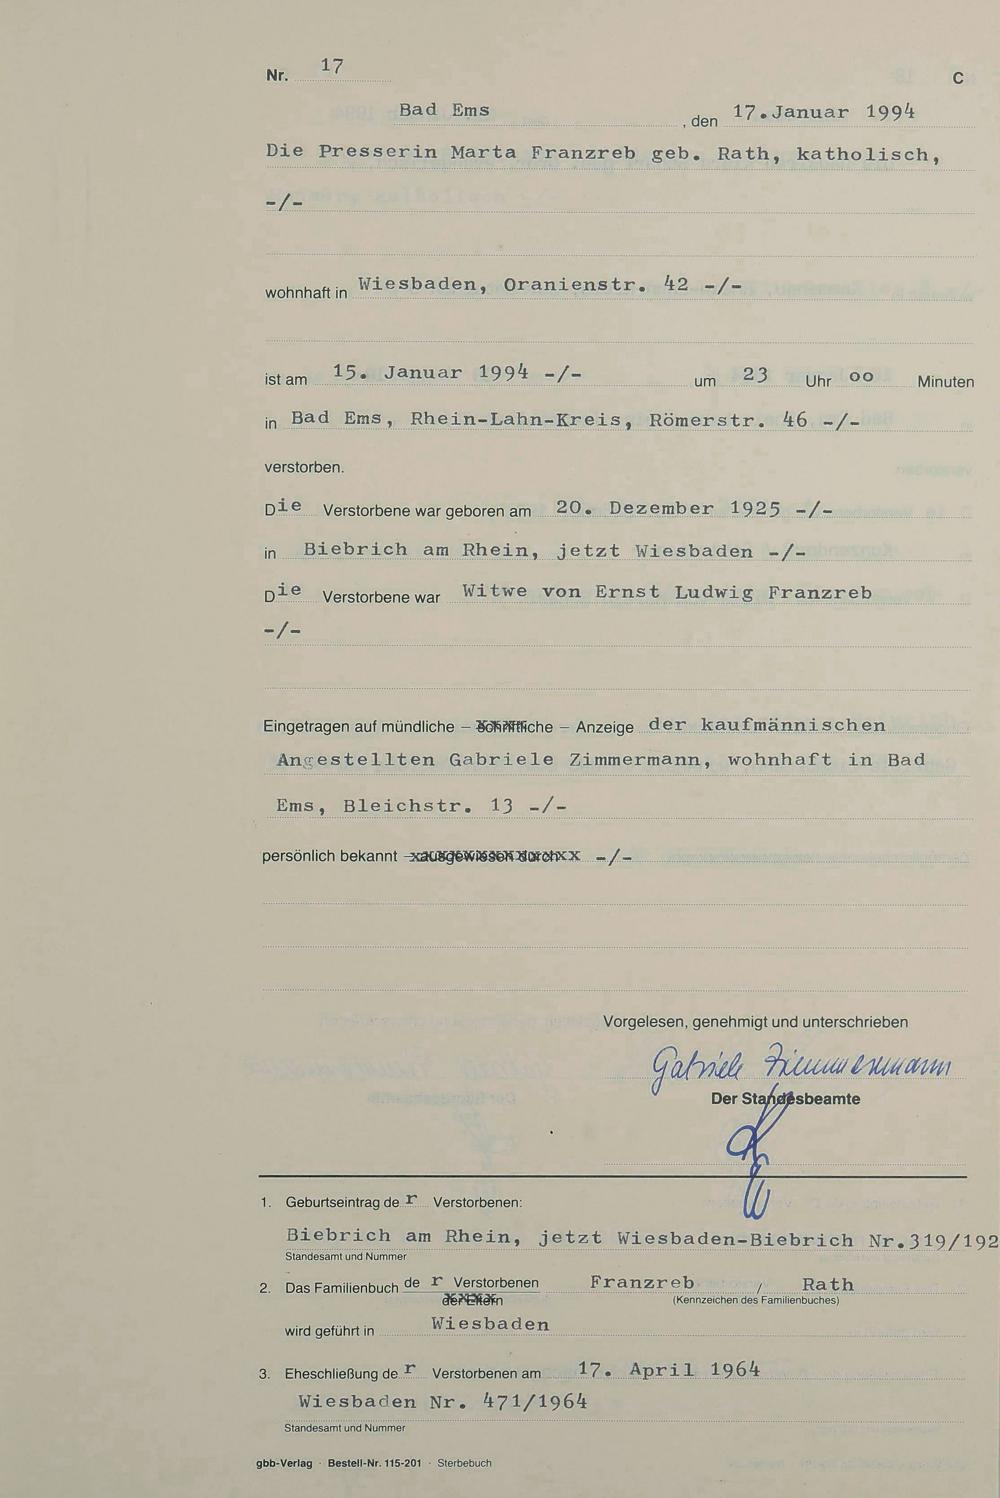 Nr. 17 C
Bad Ems , den 17.Januar 1994
Die Presserin Marta Franzreb geb. Rath, katholisch,
-/-
wohnhaft in Wiesbaden, Oranienstr. 42 -/-
ist am 15. Januar 1994 -/- um 23 Uhr oo Minuten
in Bad Ems, Rhein-Lahn-Kreis, Römerstr. 46 -/-
verstorben.
Die Verstorbene war geboren am 20. Dezember 1925 -/-
in Biebrich am Rhein, jetzt Wiesbaden -/-
Die Verstorbene war Witwe von Ernst Ludwig Franzreb
-/-
Eingetragen auf mündliche – schriftliche – Anzeige der kaufmännischen
Angestellten Gabriele Zimmermann, wohnhaft in Bad
Ems, Bleichstr. 13 -/-
persönlich bekannt – ausgewiesen durch -/-
Vorgelesen, genehmigt und unterschrieben
Gabriele Zimmermann
Der Standesbeamte
1. Geburtseintrag der Verstorbenen:
Biebrich am Rhein, jetzt Wiesbaden-Biebrich Nr.319/192
Standesamt und Nummer
2. Das Familienbuch der Verstorbenen Franzreb / Rath
der Eltern (Kennzeichen des Familienbuches)
wird geführt in Wiesbaden
3. Eheschließung der Verstorbenen am 17. April 1964
Wiesbaden Nr. 471/1964
Standesamt und Nummer
gbb-Verlag · Bestell-Nr. 115-201 · Sterbebuch